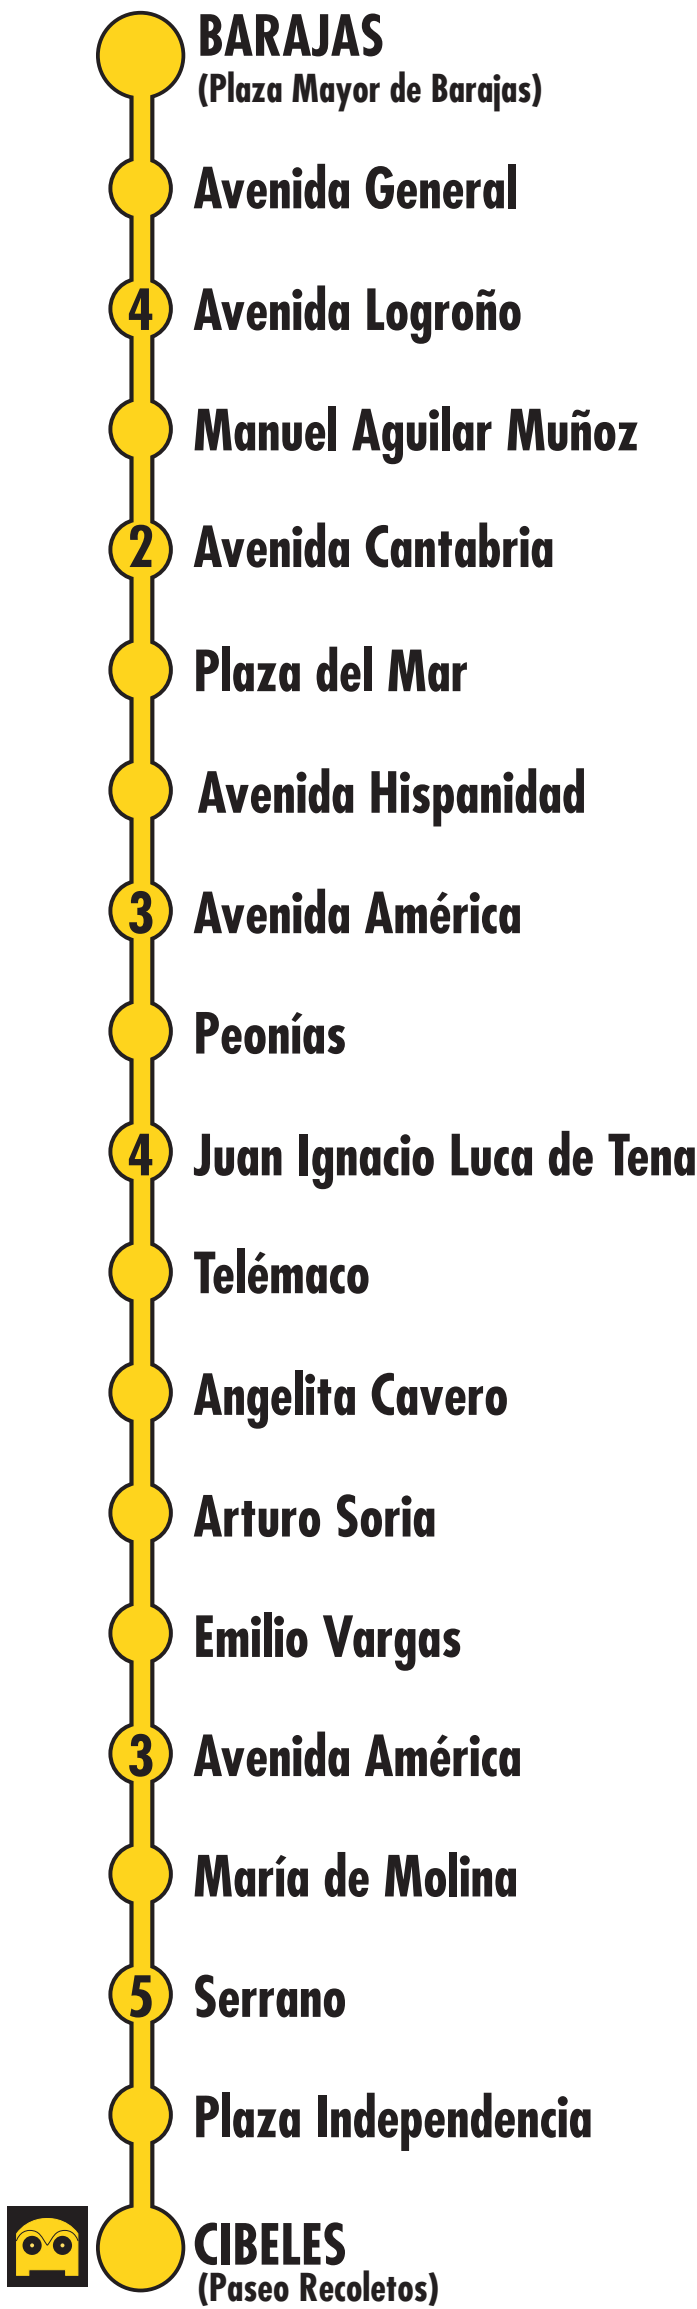 BARAJAS
(Plaza Mayor de Barajas)
Avenida General
4 Avenida Logroño
Manuel Aguilar Muñoz
2 Avenida Cantabria
Plaza del Mar
Avenida Hispanidad
3 Avenida América
Peonías
4 Juan Ignacio Luca de Tena
Telémaco
Angelita Cavero
Arturo Soria
Emilio Vargas
3 Avenida América
María de Molina
5 Serrano
Plaza Independencia
CIBELES
(Paseo Recoletos)